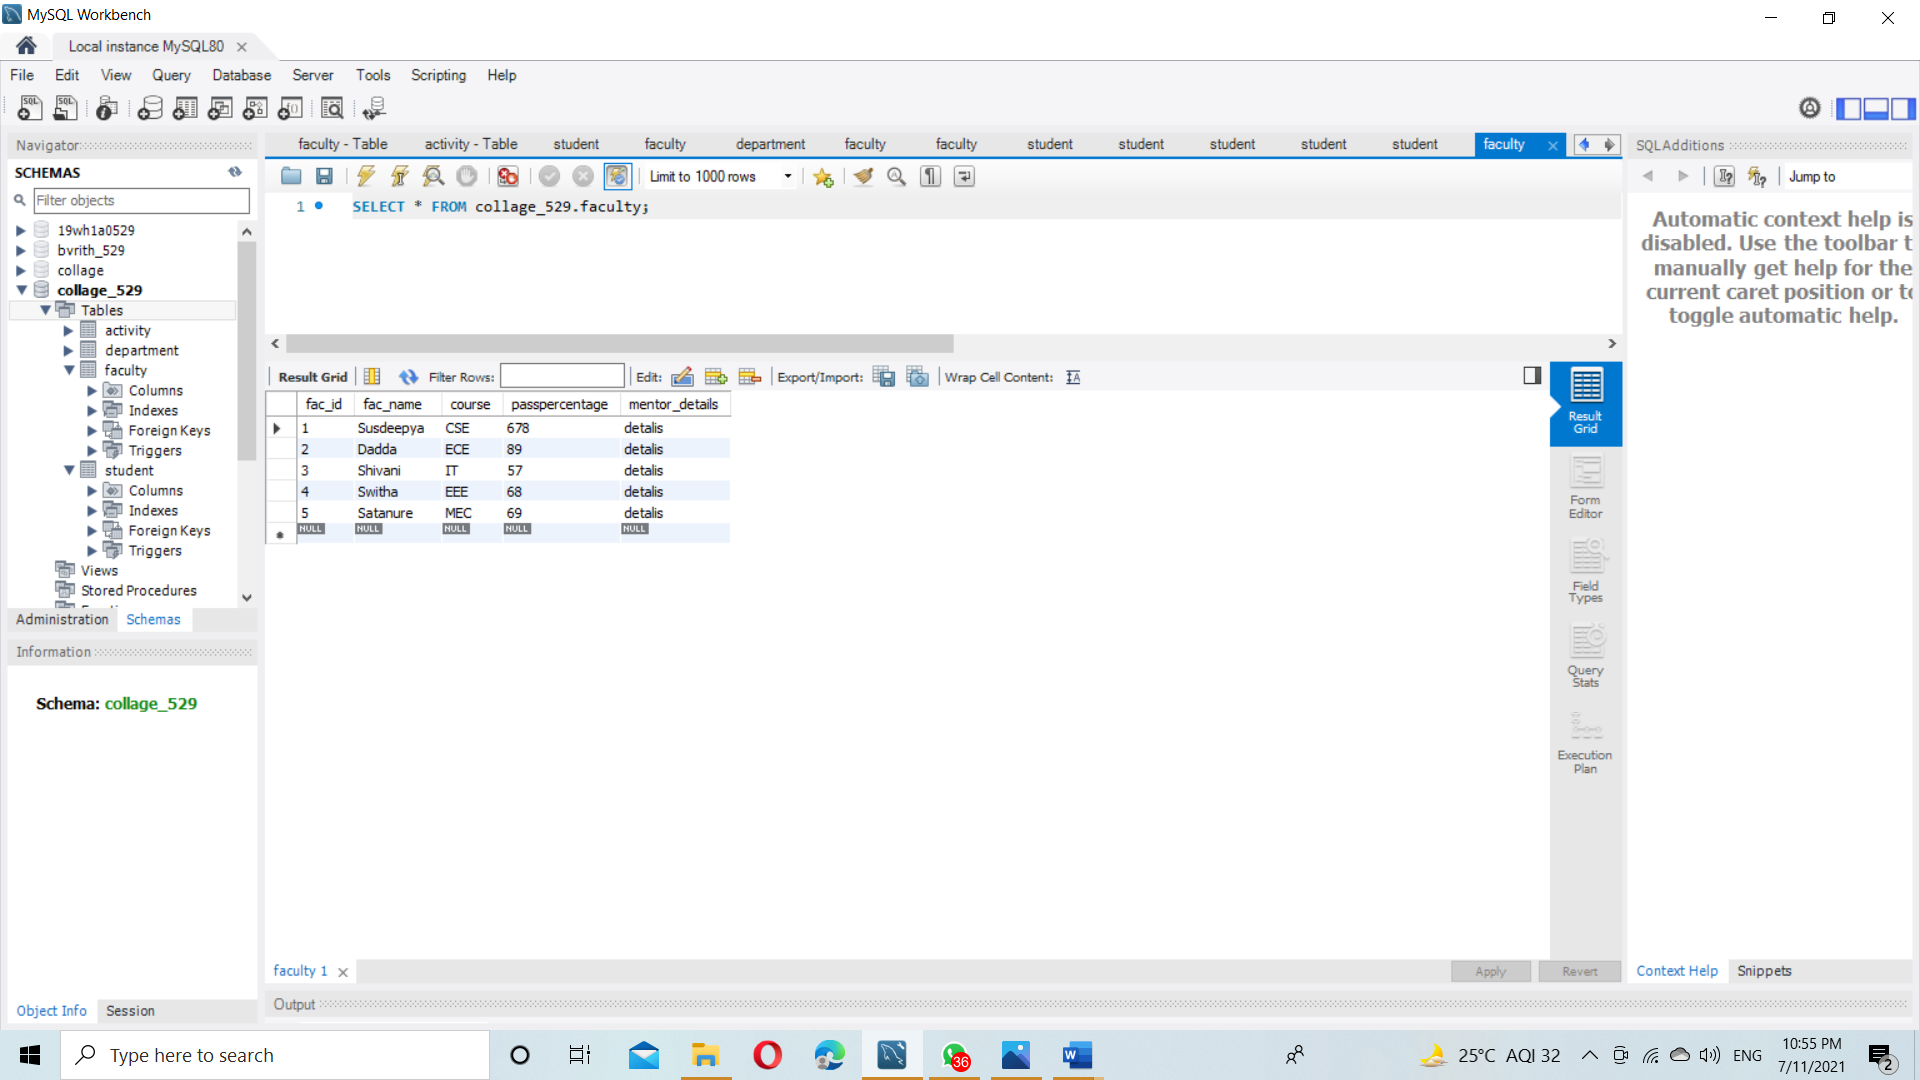 MySQL Workbench
Local instance MySQL80
File Edit View Query Database Server Tools Scripting Help
Navigator
SCHEMAS
Filter objects
19wh1a0529
bvrith_529
collage
collage_529
Tables
activity
department
faculty
Columns
Indexes
Foreign Keys
Triggers
student
Columns
Indexes
Foreign Keys
Triggers
Views
Stored Procedures
Administration Schemas
Information
Schema: collage_529
Object Info Session
faculty - Table activity - Table student faculty department faculty faculty student student student student student faculty
Limit to 1000 rows
1 SELECT * FROM collage_529.faculty;
Result Grid Filter Rows: Edit: Export/Import: Wrap Cell Content:
fac_id fac_name course passpercentage mentor_details
1 Susdeepya CSE 678 detalis
2 Dadda ECE 89 detalis
3 Shivani IT 57 detalis
4 Switha EEE 68 detalis
5 Satanure MEC 69 detalis
NULL NULL NULL NULL NULL
Result
Grid
Form
Editor
Field
Types
Query
Stats
Execution
Plan
faculty 1
Apply Revert
Output
SQLAdditions
Jump to
Automatic context help is
disabled. Use the toolbar t
manually get help for the
current caret position or to
toggle automatic help.
Context Help Snippets
Type here to search
36
25°C AQI 32
ENG
10:55 PM
7/11/2021
2